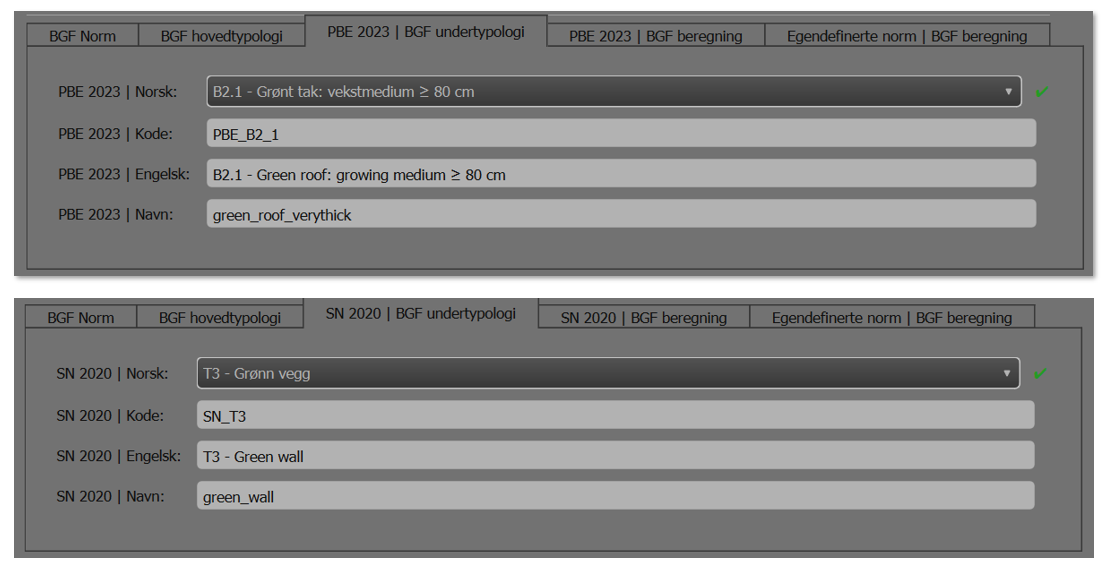 BGF Norm BGF hovedtypologi PBE 2023 | BGF undertypologi PBE 2023 | BGF beregning Egendefinerte norm | BGF beregning
PBE 2023 | Norsk: B2.1 - Grønt tak: vekstmedium ≥ 80 cm
PBE 2023 | Kode: PBE_B2_1
PBE 2023 | Engelsk: B2.1 - Green roof: growing medium ≥ 80 cm
PBE 2023 | Navn: green_roof_verythick
BGF Norm BGF hovedtypologi SN 2020 | BGF undertypologi SN 2020 | BGF beregning Egendefinerte norm | BGF beregning
SN 2020 | Norsk: T3 - Grønn vegg
SN 2020 | Kode: SN_T3
SN 2020 | Engelsk: T3 - Green wall
SN 2020 | Navn: green_wall